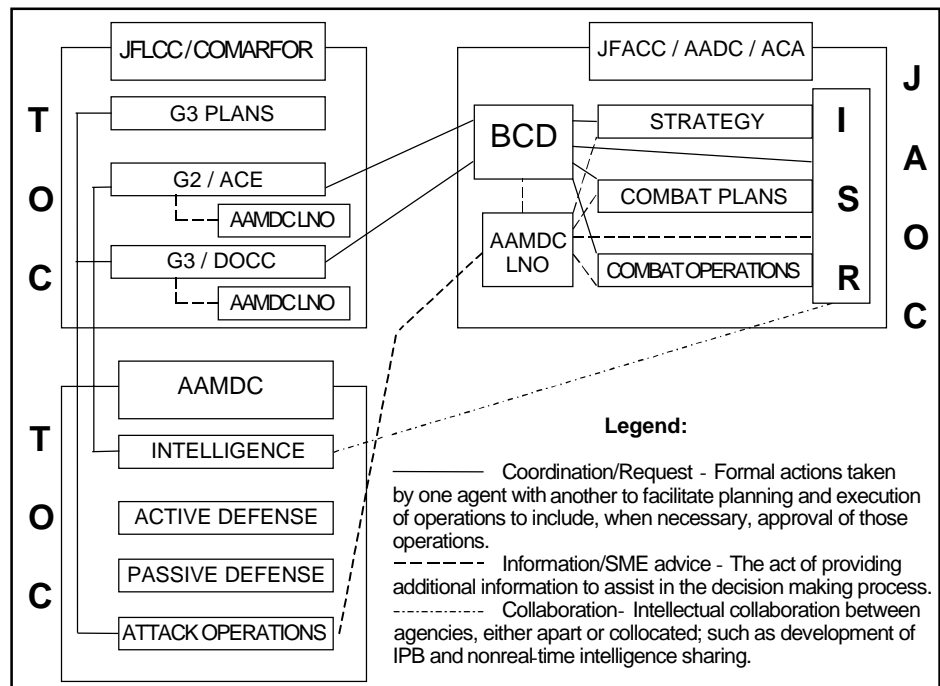 JFLCC / COMARFOR
G3 PLANS
G2 / ACE
AAMDC LNO
G3 / DOCC
AAMDC LNO
T
O
C
JFACC / AADC / ACA
BCD
AAMDC
LNO
STRATEGY
COMBAT PLANS
COMBAT OPERATIONS
I
S
R
J
A
O
C
AAMDC
INTELLIGENCE
ACTIVE DEFENSE
PASSIVE DEFENSE
ATTACK OPERATIONS
T
O
C
Legend:
Coordination/Request - Formal actions taken
by one agent with another to facilitate planning and execution
of operations to include, when necessary, approval of those
operations.
Information/SME advice - The act of providing
additional information to assist in the decision making process.
Collaboration- Intellectual collaboration between
agencies, either apart or collocated; such as development of
IPB and nonreal-time intelligence sharing.